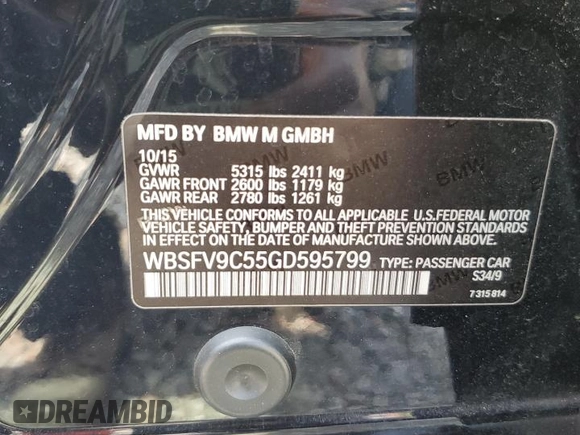 MFD BY BMW M GMBH
10/15
GVWR 5315 lbs 2411 kg
GAWR FRONT 2600 lbs 1179 kg
GAWR REAR 2780 lbs 1261 kg
THIS VEHICLE CONFORMS TO ALL APPLICABLE U.S.FEDERAL MOTOR
VEHICLE SAFETY, BUMPER AND THEFT PREVENTION STANDARDS
IN EFFECT ON THE DATE OF MANUFACTURE SHOWN ABOVE.
WBSFV9C55GD595799 TYPE: PASSENGER CAR
S34/9
7 315 814
DREAMBID